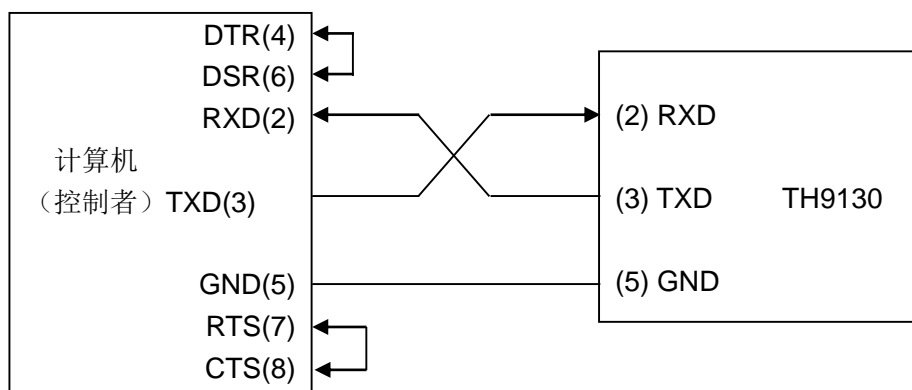 DTR(4)
DSR(6)
RXD(2)
计算机
（控制者）TXD(3)
GND(5)
RTS(7)
CTS(8)
(2) RXD
(3) TXD TH9130
(5) GND